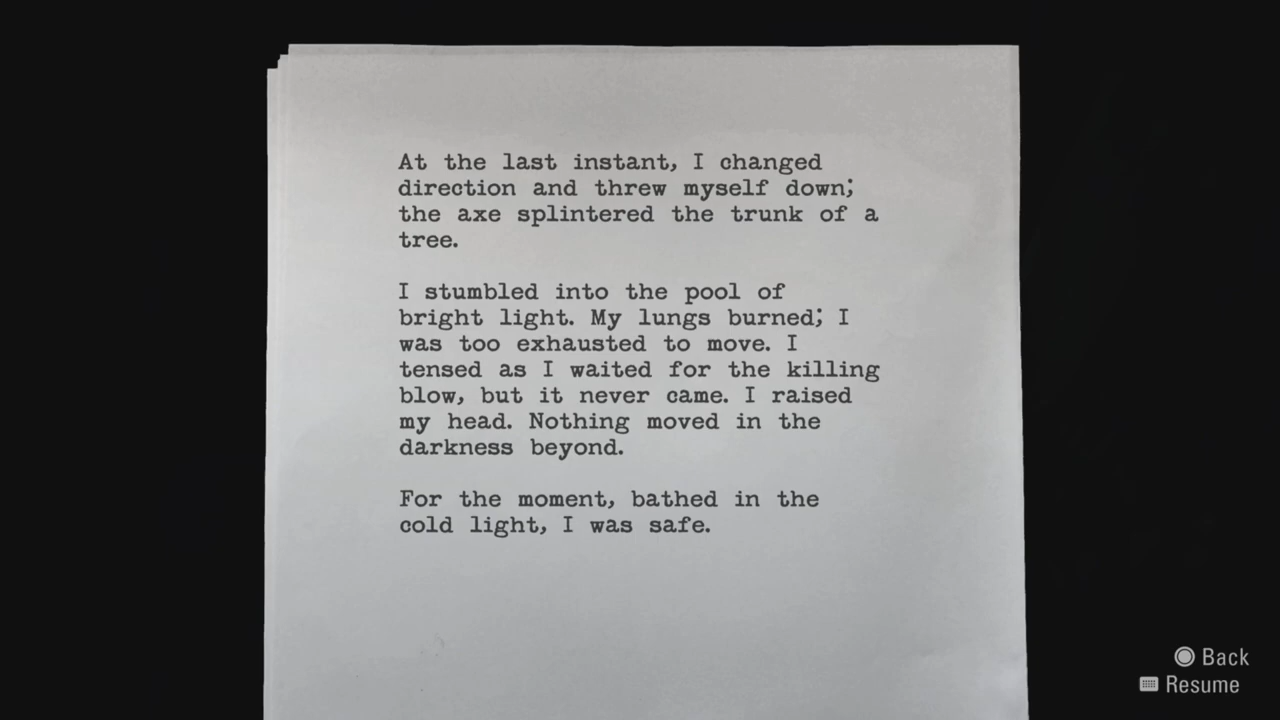 At the last instant, I changed
direction and threw myself down;
the axe splintered the trunk of a
tree.
I stumbled into the pool of
bright light. My lungs burned; I
was too exhausted to move. I
tensed as I waited for the killing
blow, but it never came. I raised
my head. Nothing moved in the
darkness beyond.
For the moment, bathed in the
cold light, I was safe.
Back
Resume